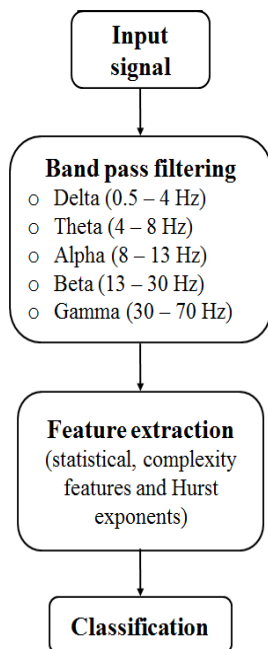 Input
signal
Band pass filtering
o Delta (0.5 – 4 Hz)
o Theta (4 – 8 Hz)
o Alpha (8 – 13 Hz)
o Beta (13 – 30 Hz)
o Gamma (30 – 70 Hz)
Feature extraction
(statistical, complexity
features and Hurst
exponents)
Classification